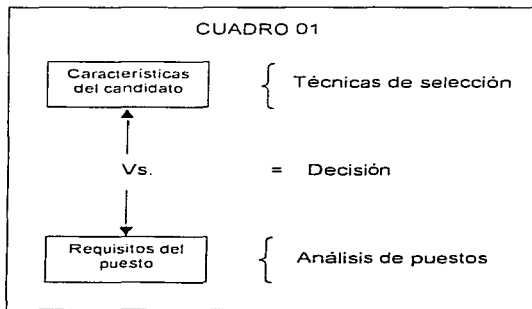 CUADRO 01
Características
del candidato
{ Técnicas de selección
Vs.
= Decisión
Requisitos del
puesto
{ Análisis de puestos